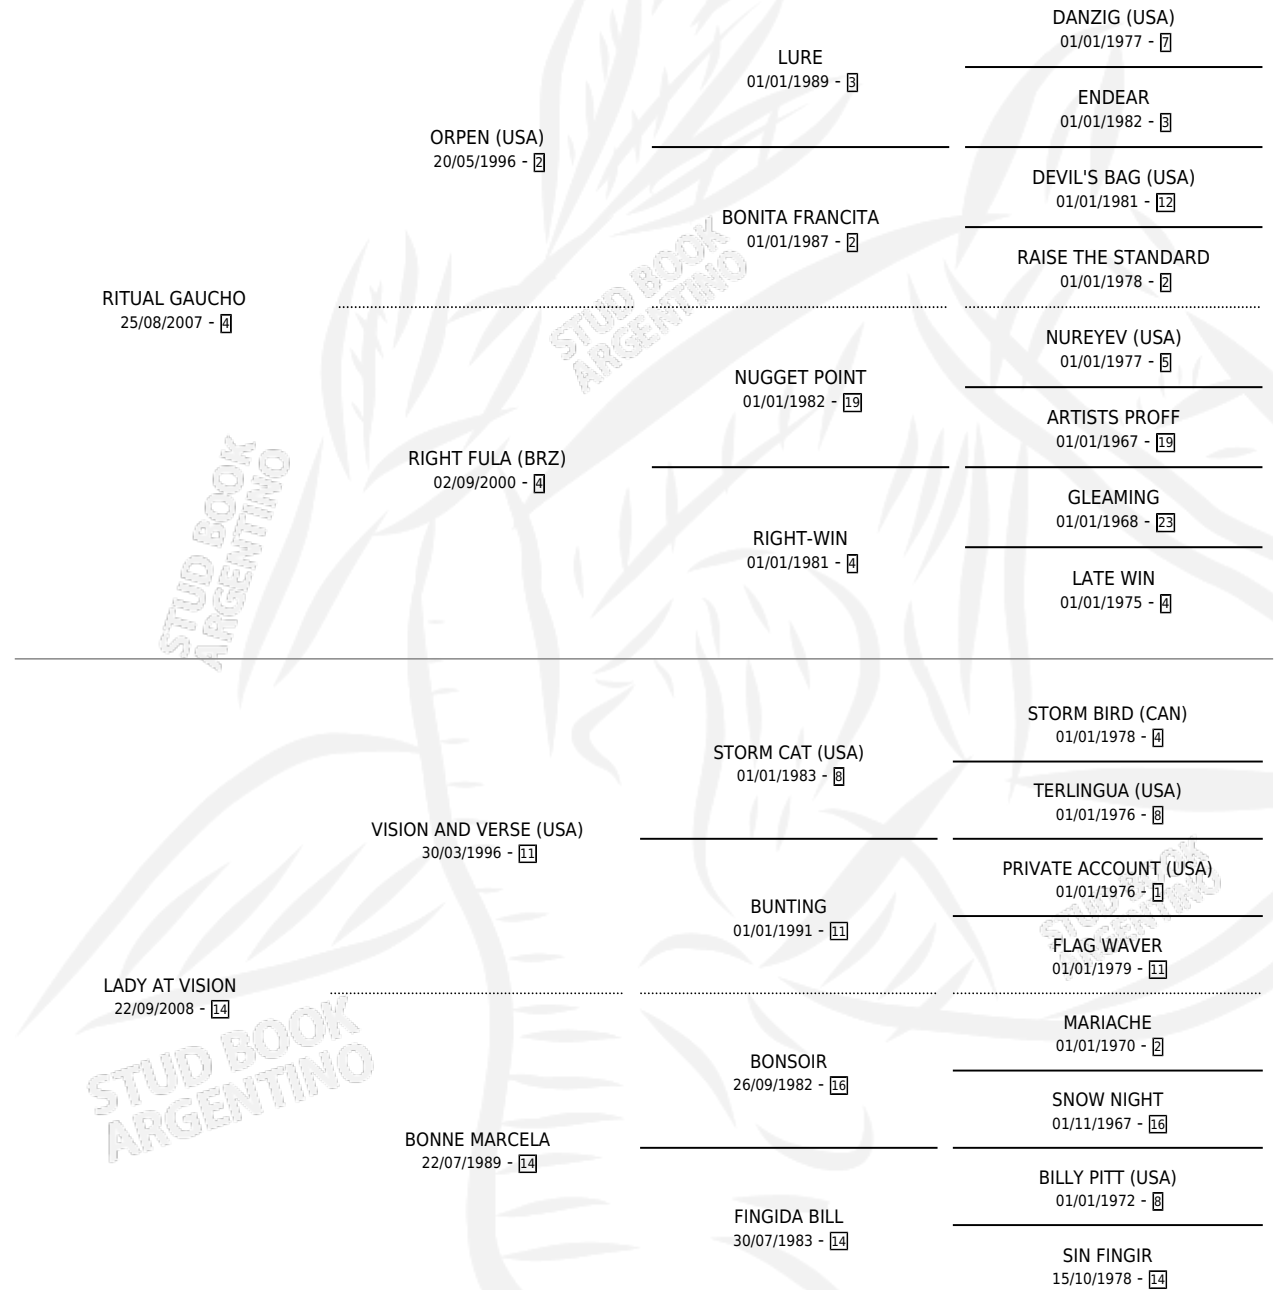 DANZIG (USA)
01/01/1977 - 7
LURE
01/01/1989 - 3
ENDEAR
01/01/1982 - 3
ORPEN (USA)
20/05/1996 - 2
DEVIL'S BAG (USA)
01/01/1981 - 12
BONITA FRANCITA
01/01/1987 - 2
RAISE THE STANDARD
01/01/1978 - 2
RITUAL GAUCHO
25/08/2007 - 4
NUREYEV (USA)
01/01/1977 - 5
NUGGET POINT
01/01/1982 - 19
ARTISTS PROFF
01/01/1967 - 19
RIGHT FULA (BRZ)
02/09/2000 - 4
GLEAMING
01/01/1968 - 23
RIGHT-WIN
01/01/1981 - 4
LATE WIN
01/01/1975 - 4
STORM BIRD (CAN)
01/01/1978 - 4
STORM CAT (USA)
01/01/1983 - 8
TERLINGUA (USA)
01/01/1976 - 8
VISION AND VERSE (USA)
30/03/1996 - 11
PRIVATE ACCOUNT (USA)
01/01/1976 - 1
BUNTING
01/01/1991 - 11
FLAG WAVER
01/01/1979 - 11
LADY AT VISION
22/09/2008 - 14
MARIACHE
01/01/1970 - 2
BONSOIR
26/09/1982 - 16
SNOW NIGHT
01/11/1967 - 16
BONNE MARCELA
22/07/1989 - 14
BILLY PITT (USA)
01/01/1972 - 8
FINGIDA BILL
30/07/1983 - 14
SIN FINGIR
15/10/1978 - 14
STUD BOOK
ARGENTINO
STUD BOOK
ARGENTINO
STUD BOOK
ARGENTINO
STUD BOOK
ARGENTINO